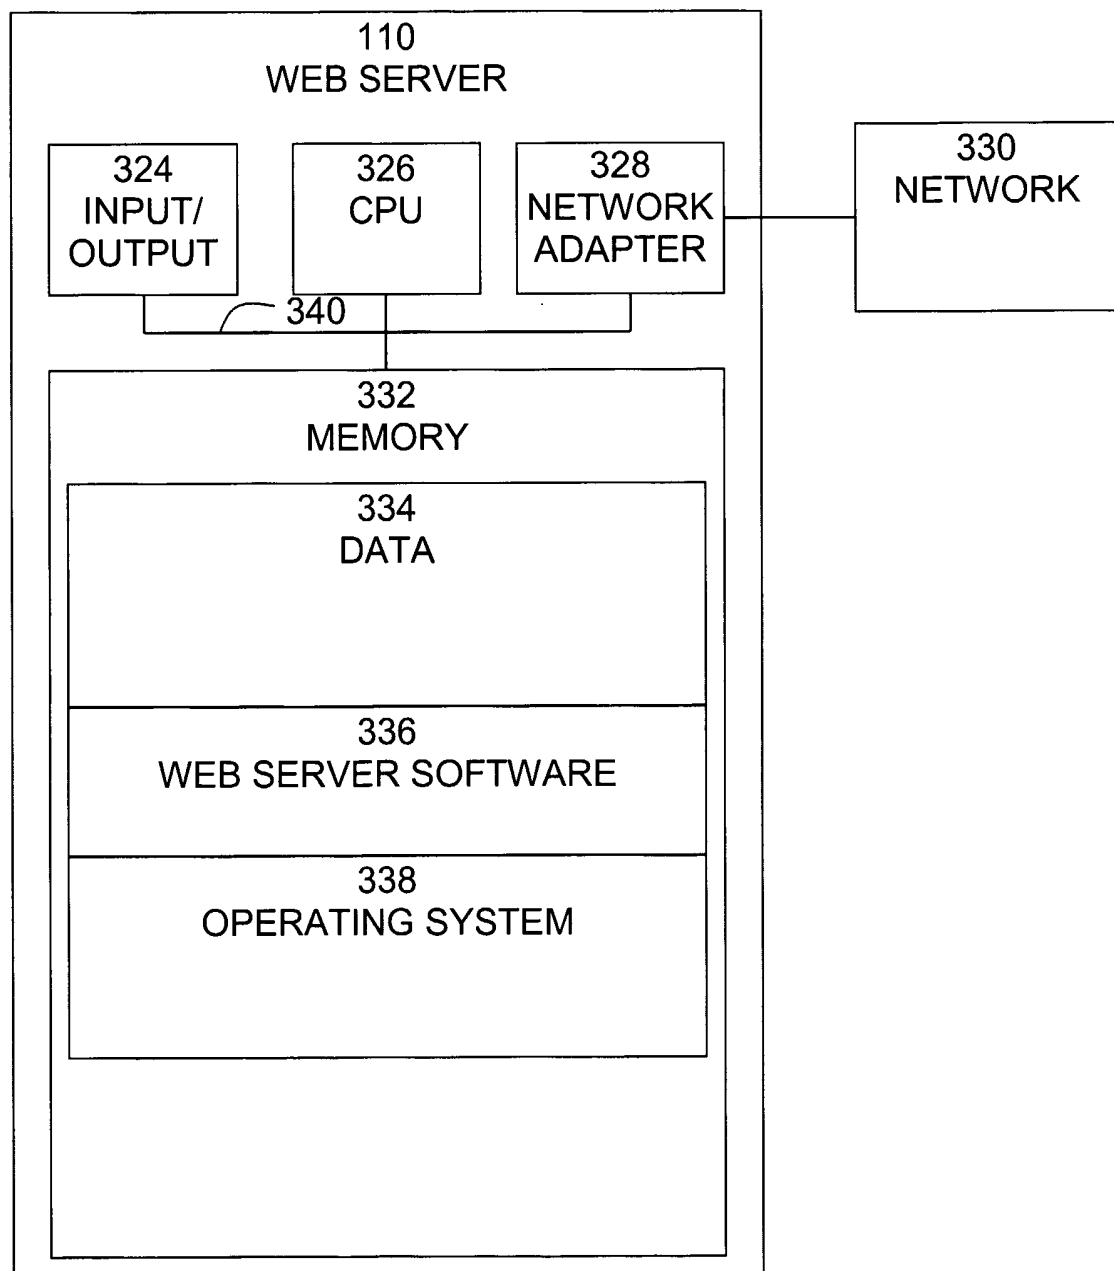 110
WEB SERVER
324
INPUT/
OUTPUT
326
CPU
328
NETWORK
ADAPTER
330
NETWORK
340
332
MEMORY
334
DATA
336
WEB SERVER SOFTWARE
338
OPERATING SYSTEM